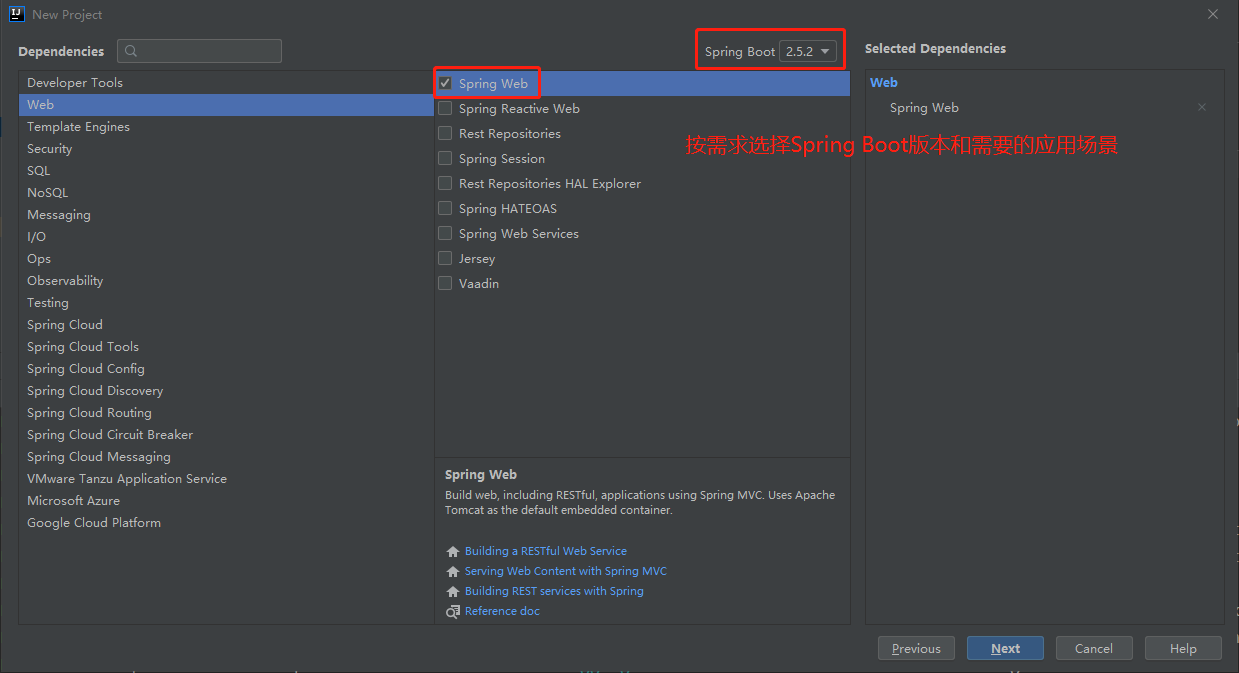 New Project
Dependencies
Spring Boot 2.5.2
Selected Dependencies
Developer Tools
Web
Template Engines
Security
SQL
NoSQL
Messaging
I/O
Ops
Observability
Testing
Spring Cloud
Spring Cloud Tools
Spring Cloud Config
Spring Cloud Discovery
Spring Cloud Routing
Spring Cloud Circuit Breaker
Spring Cloud Messaging
VMware Tanzu Application Service
Microsoft Azure
Google Cloud Platform
Spring Web
Spring Reactive Web
Rest Repositories
Spring Session
Rest Repositories HAL Explorer
Spring HATEOAS
Spring Web Services
Jersey
Vaadin
按需求选择Spring Boot版本和需要的应用场景
Web
Spring Web
Spring Web
Build web, including RESTful, applications using Spring MVC. Uses Apache
Tomcat as the default embedded container.
Building a RESTful Web Service
Serving Web Content with Spring MVC
Building REST services with Spring
Reference doc
Previous
Next
Cancel
Help